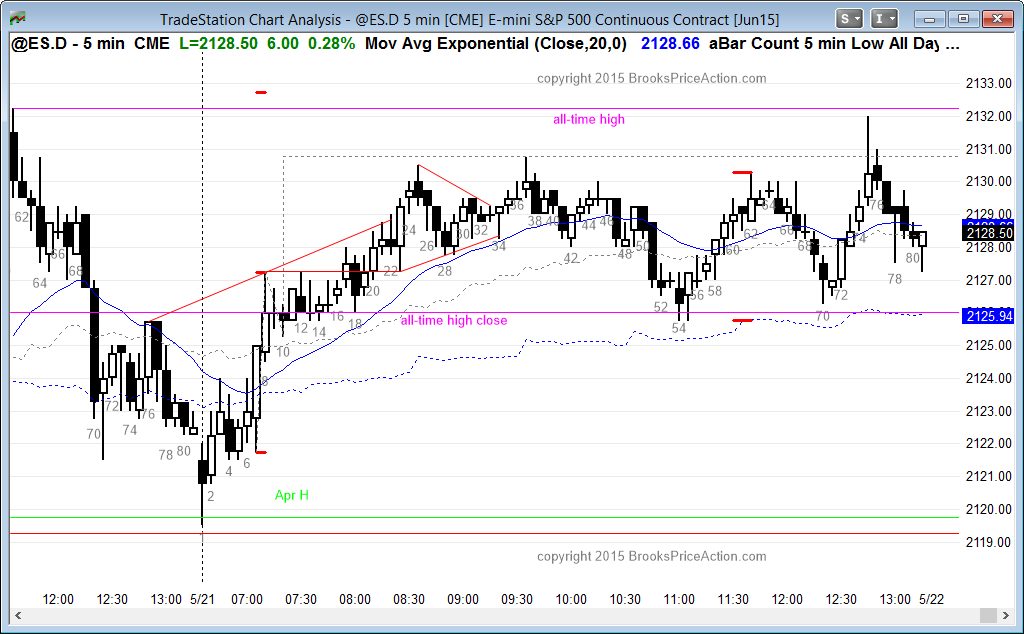 TradeStation Chart Analysis - @ES.D 5 min [CME] E-mini S&P 500 Continuous Contract [Jun15]
S I
@ES.D - 5 min CME L=2128.50 6.00 0.28% Mov Avg Exponential (Close,20,0) 2128.66 aBar Count 5 min Low All Day ...
copyright 2015 BrooksPriceAction.com
2133.00
all-time high
2132.00
2131.00
2130.00
2129.00
2128.50
2128.00
2127.00
all-time high close
2125.94
2125.00
2124.00
2123.00
2122.00
2121.00
2120.00
2119.00
62 64 66 68 70 72 74 76 78 80
2 4 6 8 10 12 14 16 18 20 22 24 26 28 30 32 34 36 38 40 42 44 46 48 50 52 54 56 58 60 62 64 66 68 70 72 74 76 78 80
Apr H
copyright 2015 BrooksPriceAction.com
12:00 12:30 13:00 5/21 07:00 07:30 08:00 08:30 09:00 09:30 10:00 10:30 11:00 11:30 12:00 12:30 13:00 5/22